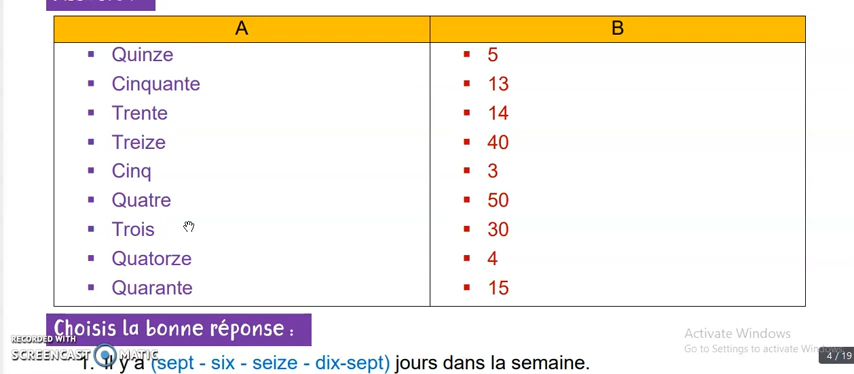 A B
Quinze 5
Cinquante 13
Trente 14
Treize 40
Cinq 3
Quatre 50
Trois 30
Quatorze 4
Quarante 15
Choisis la bonne réponse :
1. Il y a (sept - six - seize - dix-sept) jours dans la semaine.
RECORDED WITH
SCREENCAST MATIC
Activate Windows
Go to Settings to activate Windows
4 / 19